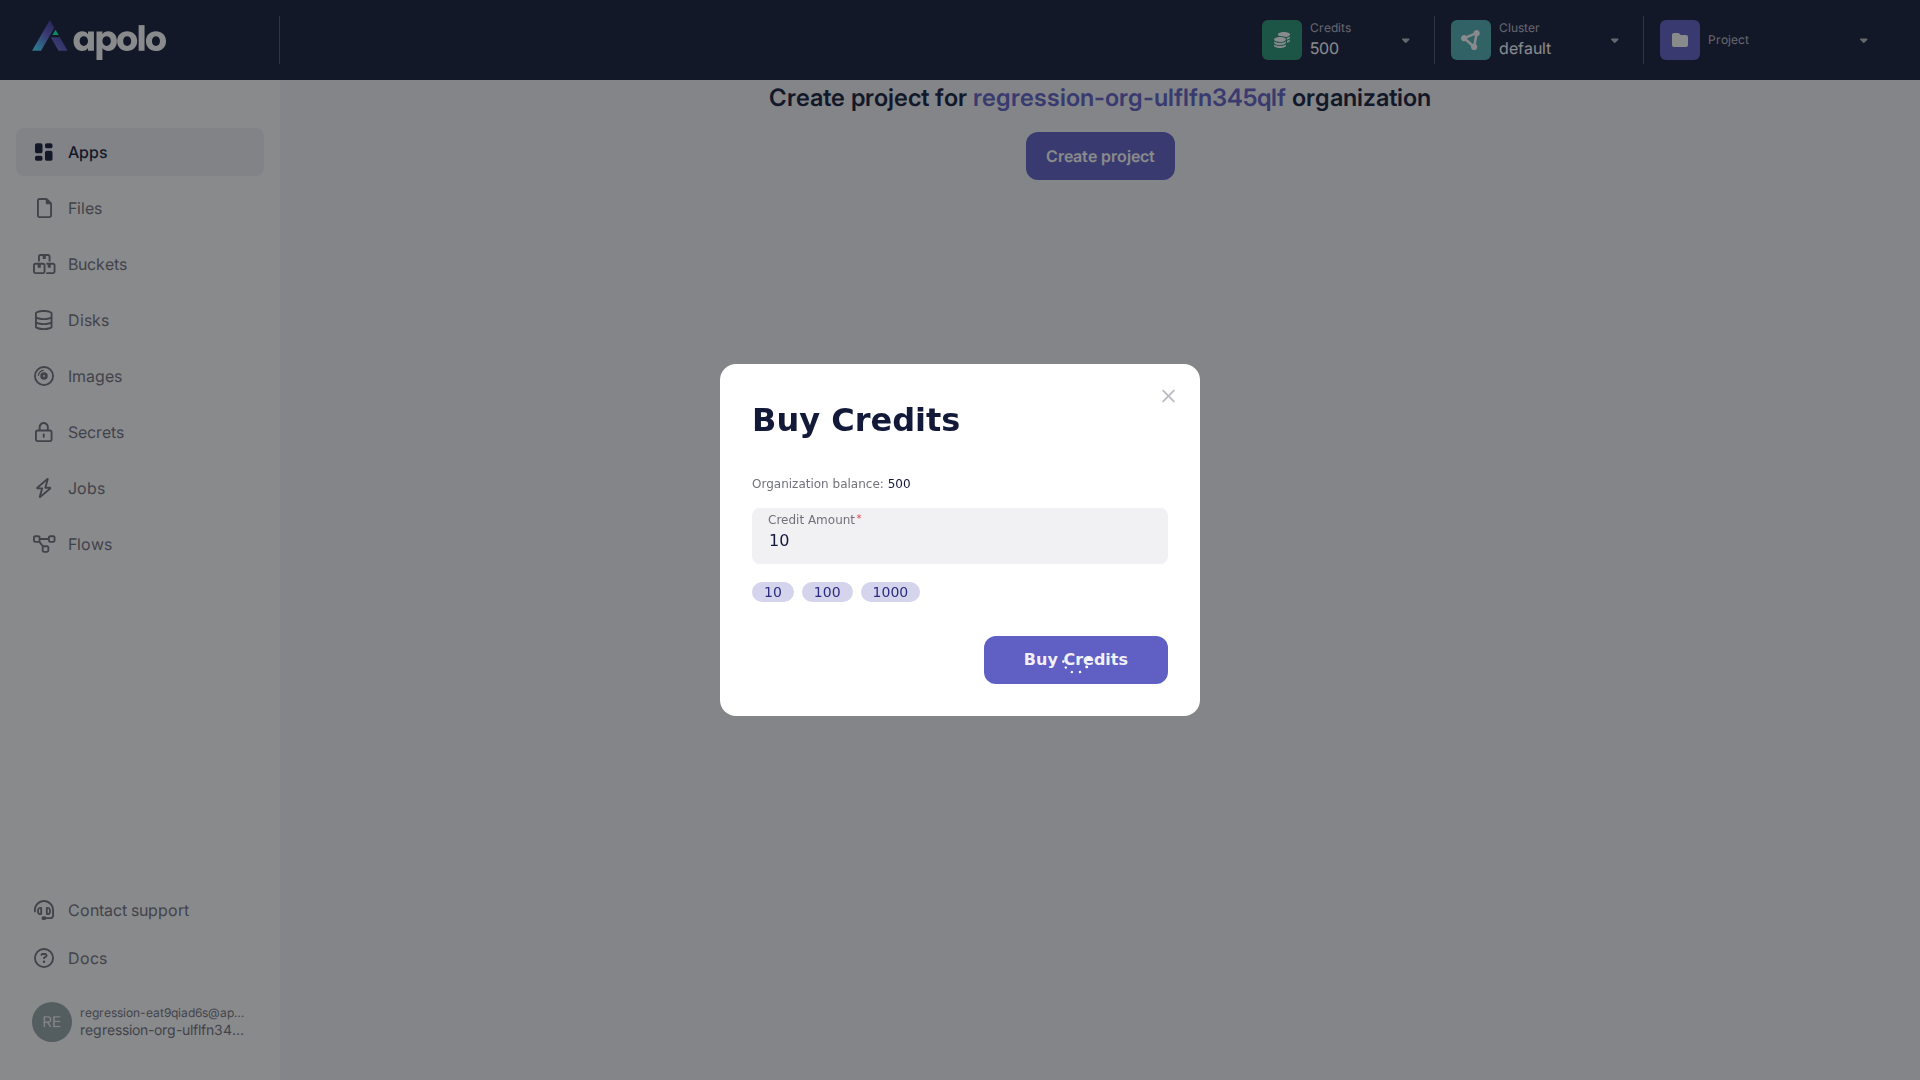 apolo
Credits
500
Cluster
default
Project
Create project for regression-org-ulflfn345qlf organization
Create project
Apps
Files
Buckets
Disks
Images
Secrets
Jobs
Flows
Buy Credits
Organization balance: 500
Credit Amount*
10
10 100 1000
Buy Credits
Contact support
Docs
RE
regression-eat9qiad6s@ap...
regression-org-ulflfn34...